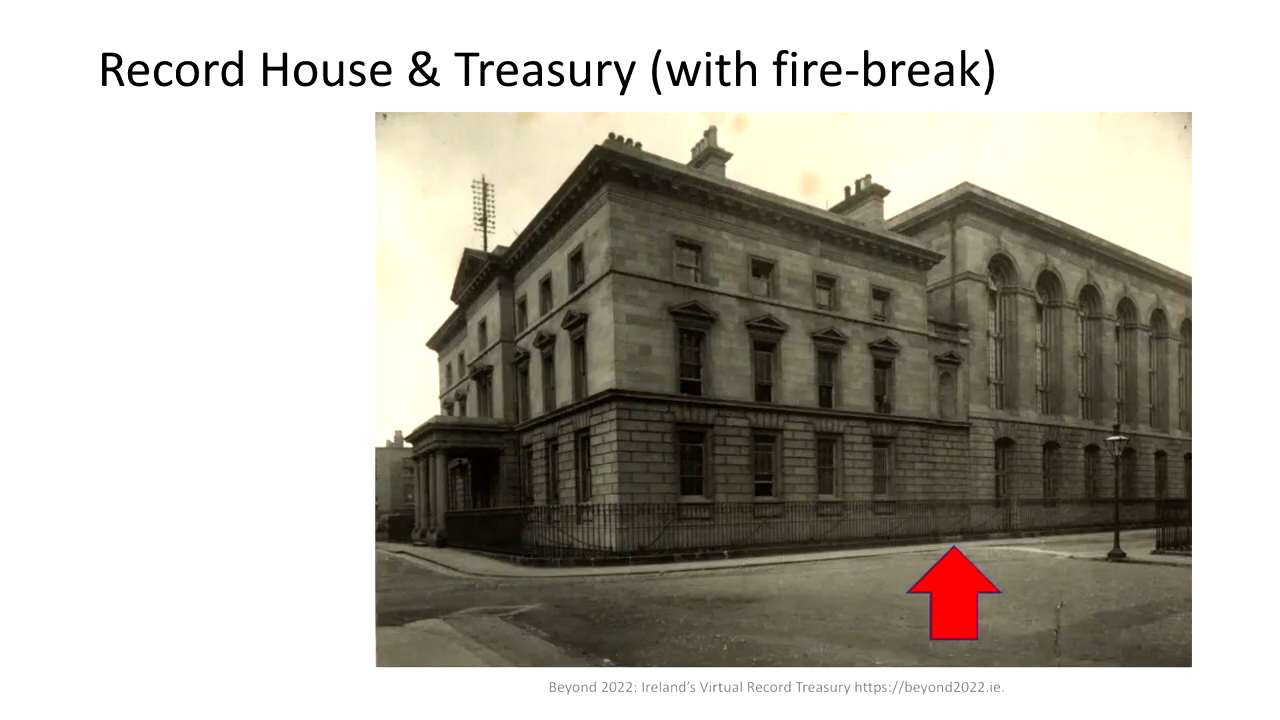 Record House & Treasury (with fire-break)
Beyond 2022: Ireland’s Virtual Record Treasury https://beyond2022.ie.